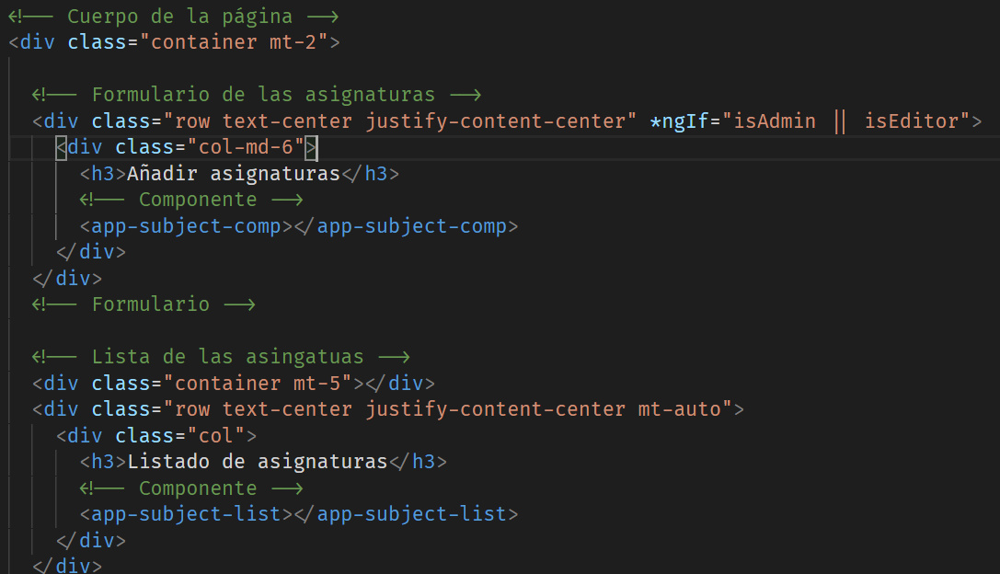 <!-- Cuerpo de la página -->
<div class="container mt-2">
<!-- Formulario de las asignaturas -->
<div class="row text-center justify-content-center" *ngIf="isAdmin || isEditor">
<div class="col-md-6">
<h3>Añadir asignaturas</h3>
<!-- Componente -->
<app-subject-comp></app-subject-comp>
</div>
</div>
<!-- Formulario -->
<!-- Lista de las asingatuas -->
<div class="container mt-5"></div>
<div class="row text-center justify-content-center mt-auto">
<div class="col">
<h3>Listado de asignaturas</h3>
<!-- Componente -->
<app-subject-list></app-subject-list>
</div>
</div>